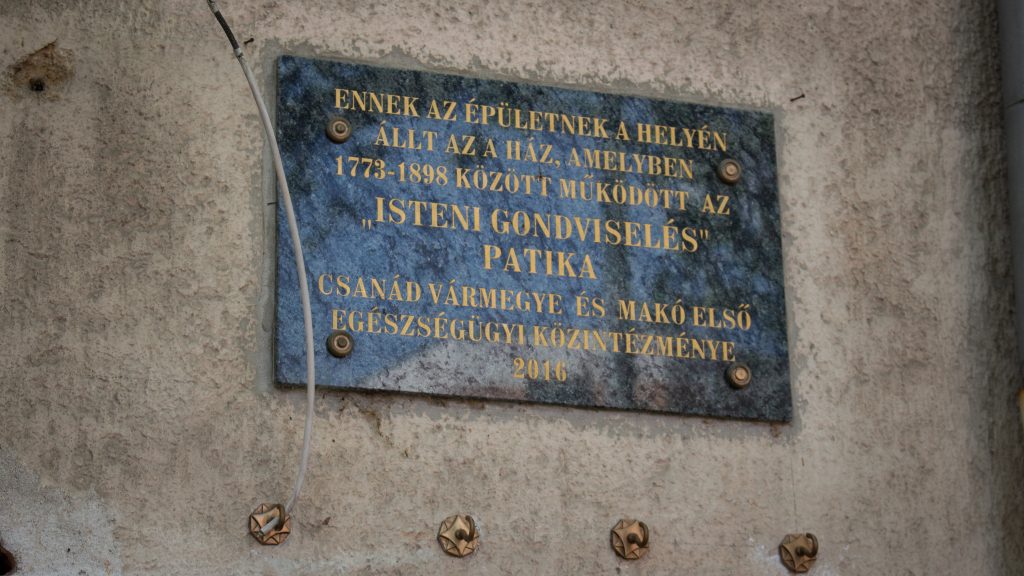 ENNEK AZ ÉPÜLETNEK A HELYÉN
ÁLLT AZ A HÁZ, AMELYBEN
1773-1898 KÖZÖTT MŰKÖDÖTT AZ
„ISTENI GONDVISELÉS"
PATIKA
CSANÁD VÁRMEGYE ÉS MAKÓ ELSŐ
EGÉSZSÉGÜGYI KÖZINTÉZMÉNYE
2016